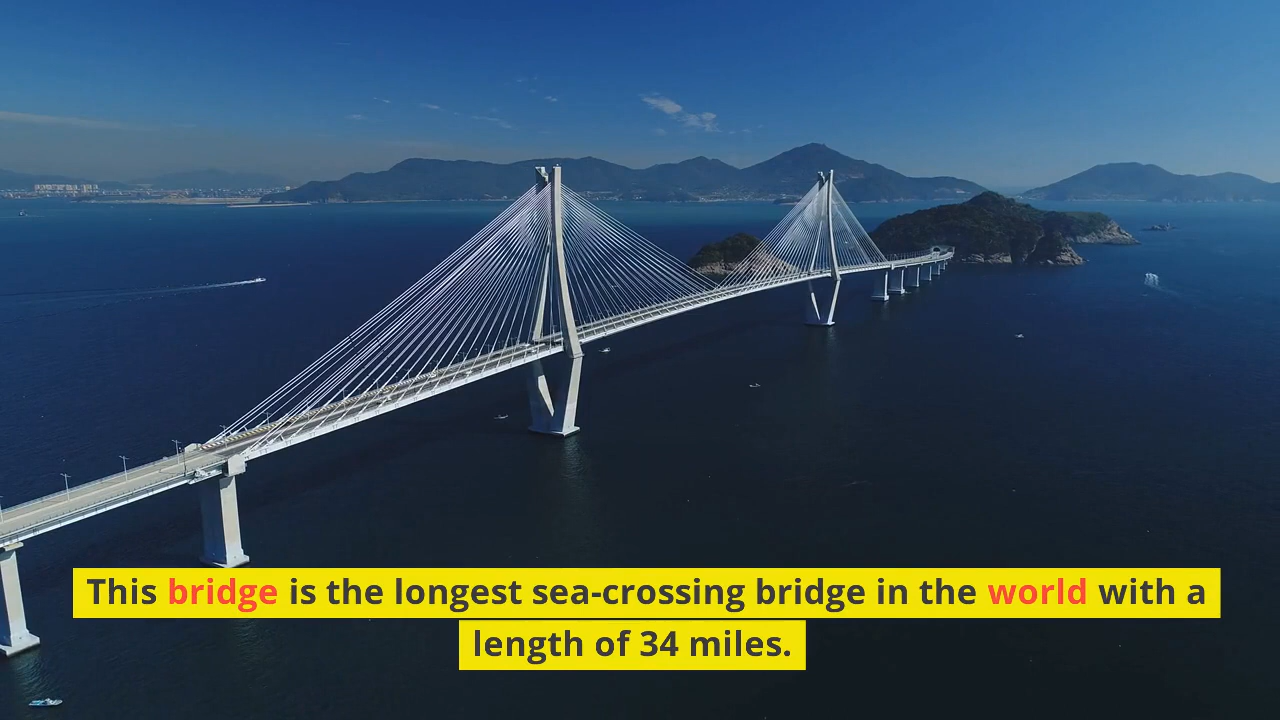 This bridge is the longest sea-crossing bridge in the world with a
length of 34 miles.